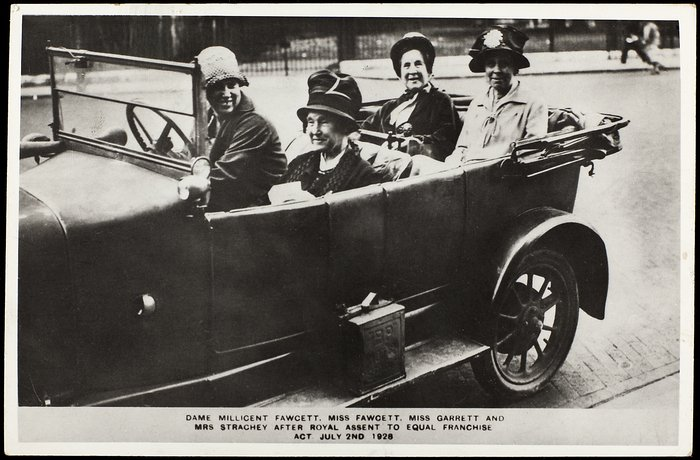 DAME MILLICENT FAWCETT. MISS FAWCETT. MISS GARRETT AND
MRS STRACHEY AFTER ROYAL ASSENT TO EQUAL FRANCHISE
ACT JULY 2ND 1928